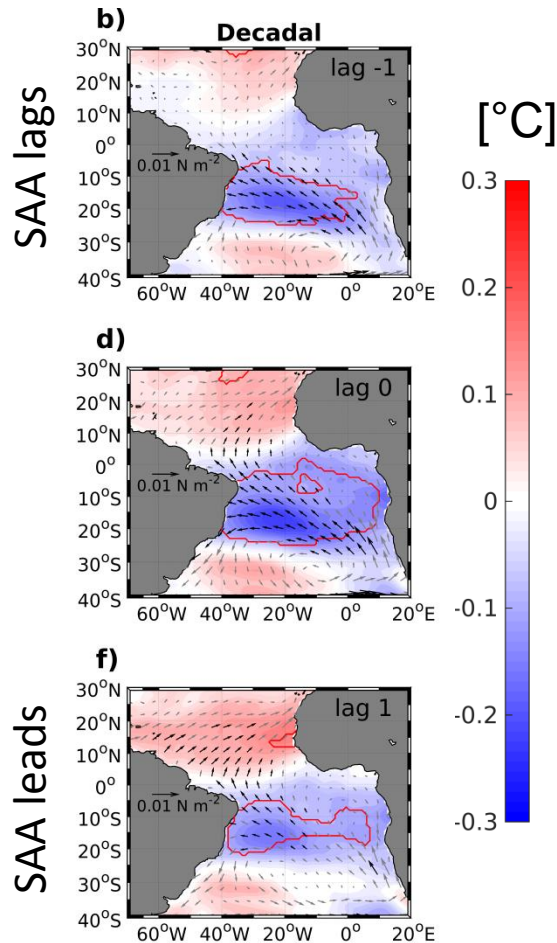 b)
Decadal
[°C]
SAA lags
30°N
20°N
10°N
0°
10°S
20°S
30°S
40°S
lag -1
0.01 N m-2
60°W 40°W 20°W 0° 20°E
d)
30°N
20°N
10°N
0°
10°S
20°S
30°S
40°S
lag 0
0.01 N m-2
60°W 40°W 20°W 0° 20°E
f)
SAA leads
30°N
20°N
10°N
0°
10°S
20°S
30°S
40°S
lag 1
0.01 N m-2
60°W 40°W 20°W 0° 20°E
0.3
0.2
0.1
0
-0.1
-0.2
-0.3